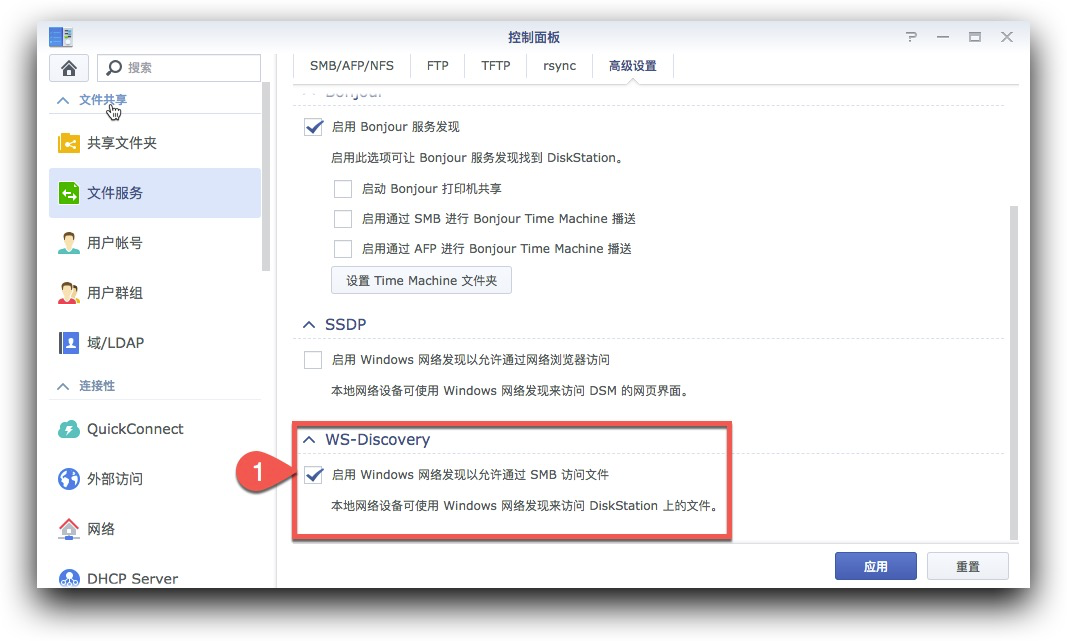 控制面板
搜索
SMB/AFP/NFS FTP TFTP rsync 高级设置
文件共享
共享文件夹
文件服务
用户帐号
用户群组
域/LDAP
连接性
QuickConnect
外部访问
网络
DHCP Server
Bonjour
启用 Bonjour 服务发现
启用此选项可让 Bonjour 服务发现找到 DiskStation。
启动 Bonjour 打印机共享
启用通过 SMB 进行 Bonjour Time Machine 播送
启用通过 AFP 进行 Bonjour Time Machine 播送
设置 Time Machine 文件夹
SSDP
启用 Windows 网络发现以允许通过网络浏览器访问
本地网络设备可使用 Windows 网络发现来访问 DSM 的网页界面。
WS-Discovery
1
启用 Windows 网络发现以允许通过 SMB 访问文件
本地网络设备可使用 Windows 网络发现来访问 DiskStation 上的文件。
应用 重置